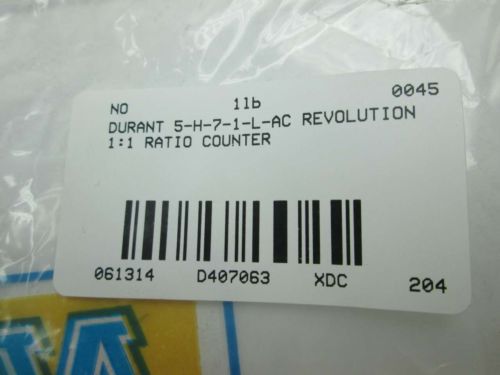 NO 1lb 0045
DURANT 5-H-7-1-L-AC REVOLUTION
1:1 RATIO COUNTER
061314 D407063 XDC 204